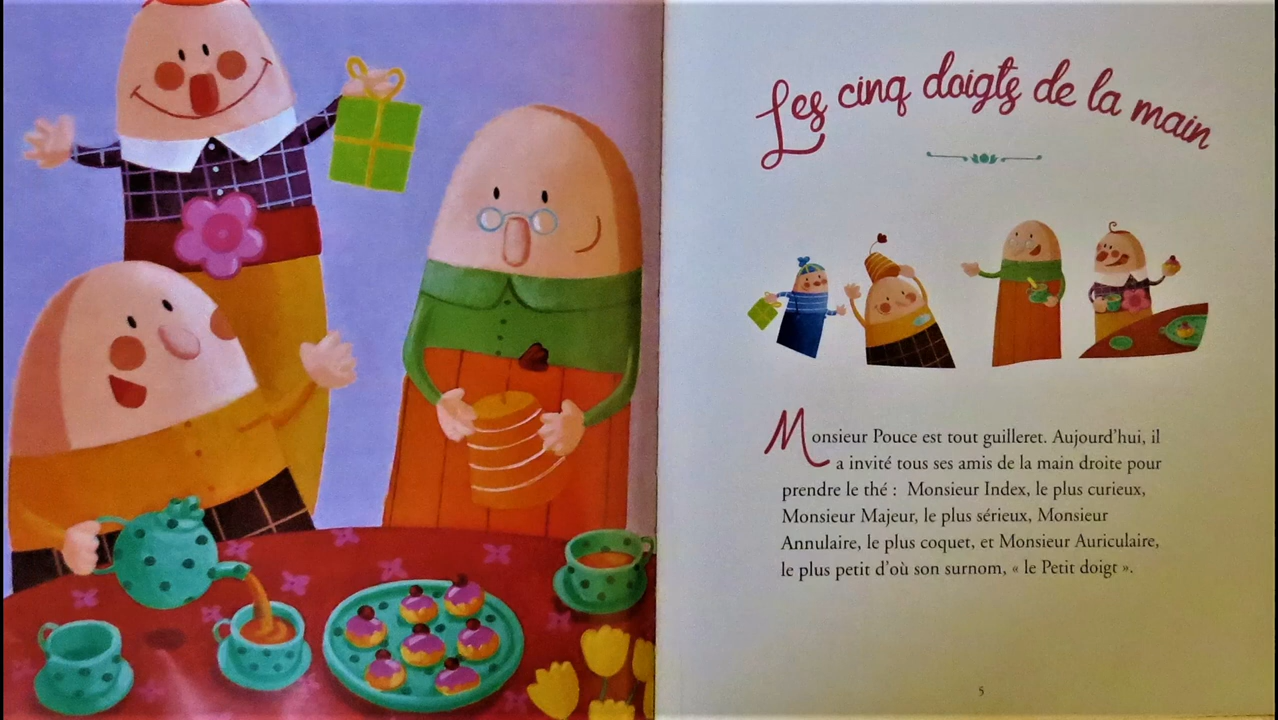 Les cinq doigts de la main
Monsieur Pouce est tout guilleret. Aujourd'hui, il
a invité tous ses amis de la main droite pour
prendre le thé : Monsieur Index, le plus curieux,
Monsieur Majeur, le plus sérieux, Monsieur
Annulaire, le plus coquet, et Monsieur Auriculaire,
le plus petit d'où son surnom, « le Petit doigt ».
5